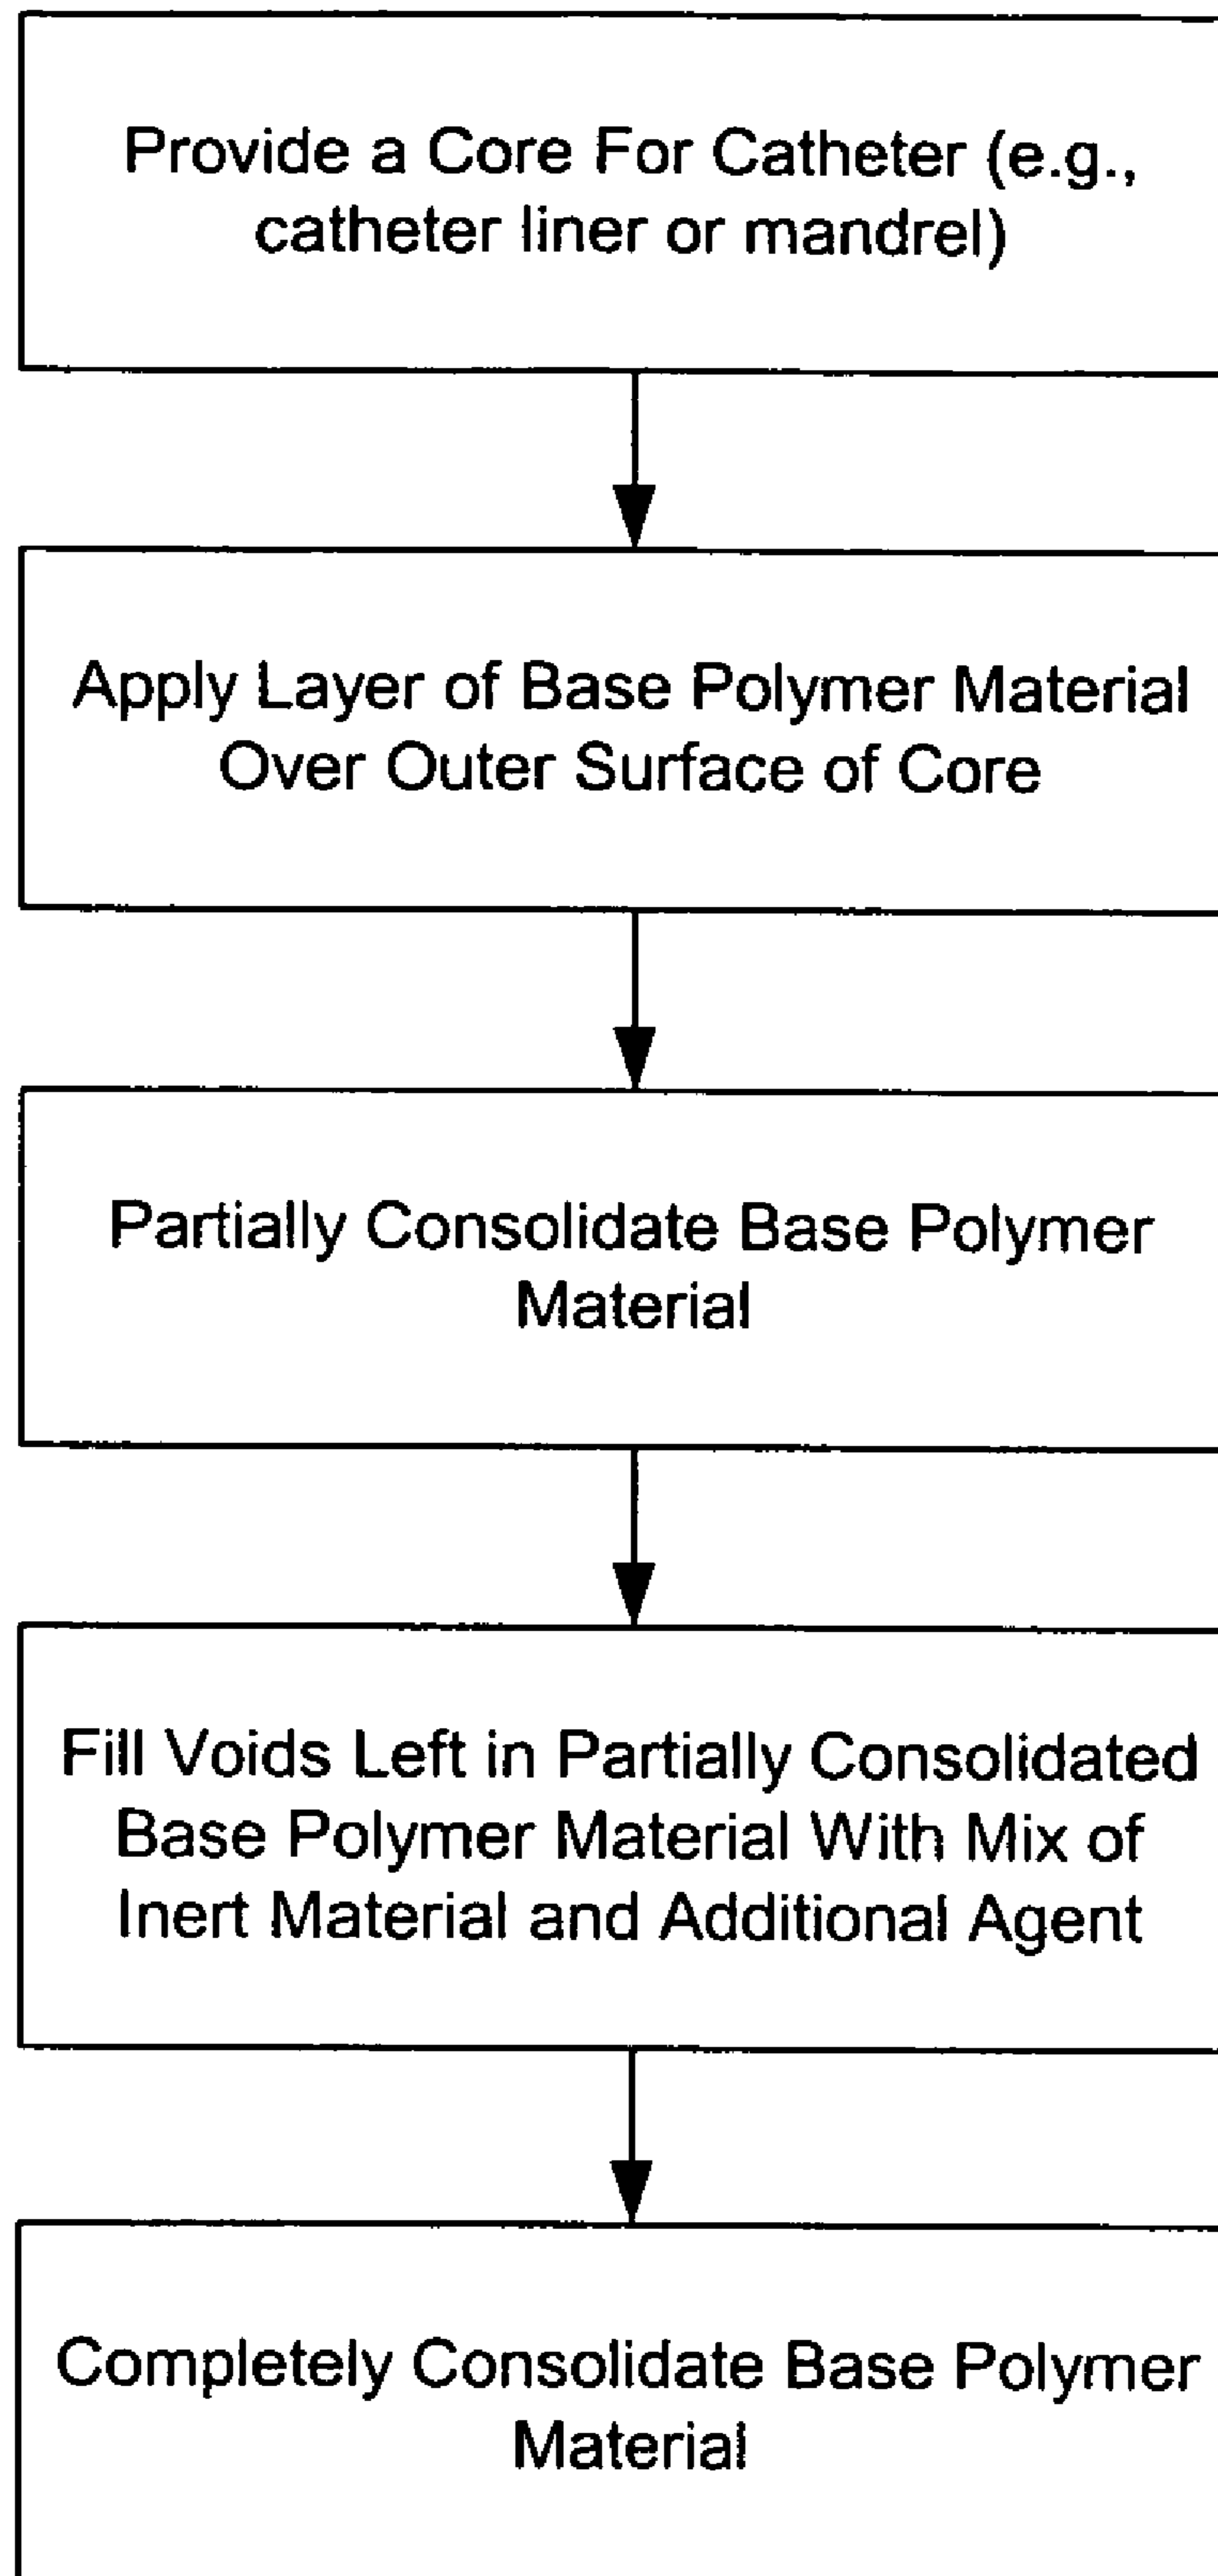 Provide a Core For Catheter (e.g.,
catheter liner or mandrel)
Apply Layer of Base Polymer Material
Over Outer Surface of Core
Partially Consolidate Base Polymer
Material
Fill Voids Left in Partially Consolidated
Base Polymer Material With Mix of
Inert Material and Additional Agent
Completely Consolidate Base Polymer
Material